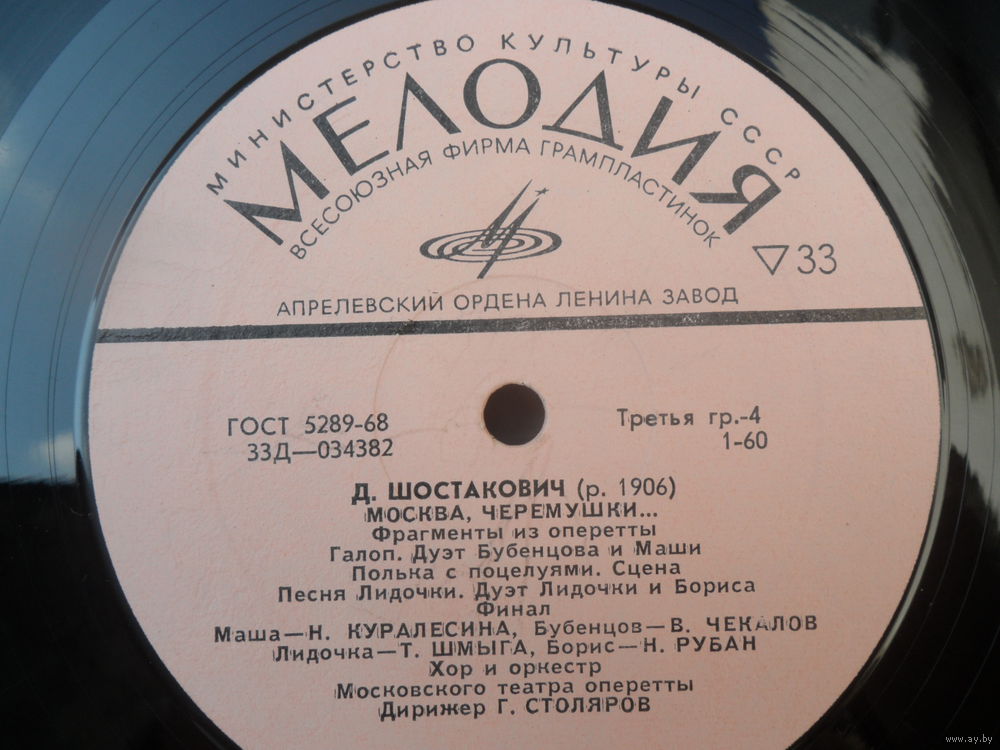 МИНИСТЕРСТВО КУЛЬТУРЫ СССР
МЕЛОДИЯ
ВСЕСОЮЗНАЯ ФИРМА ГРАМПЛАСТИНОК
▽33
АПРЕЛЕВСКИЙ ОРДЕНА ЛЕНИНА ЗАВОД
ГОСТ 5289-68
Третья гр.-4
33Д—034382
1-60
Д. ШОСТАКОВИЧ (р. 1906)
МОСКВА, ЧЕРЕМУШКИ...
Фрагменты из оперетты
Галоп. Дуэт Бубенцова и Маши
Полька с поцелуями. Сцена
Песня Лидочки. Дуэт Лидочки и Бориса
Финал
Маша—Н. КУРАЛЕСИНА, Бубенцов—В. ЧЕКАЛОВ
Лидочка—Т. ШМЫГА, Борис—Н. РУБАН
Хор и оркестр
Московского театра оперетты
Дирижер Г. СТОЛЯРОВ
www.ay.by